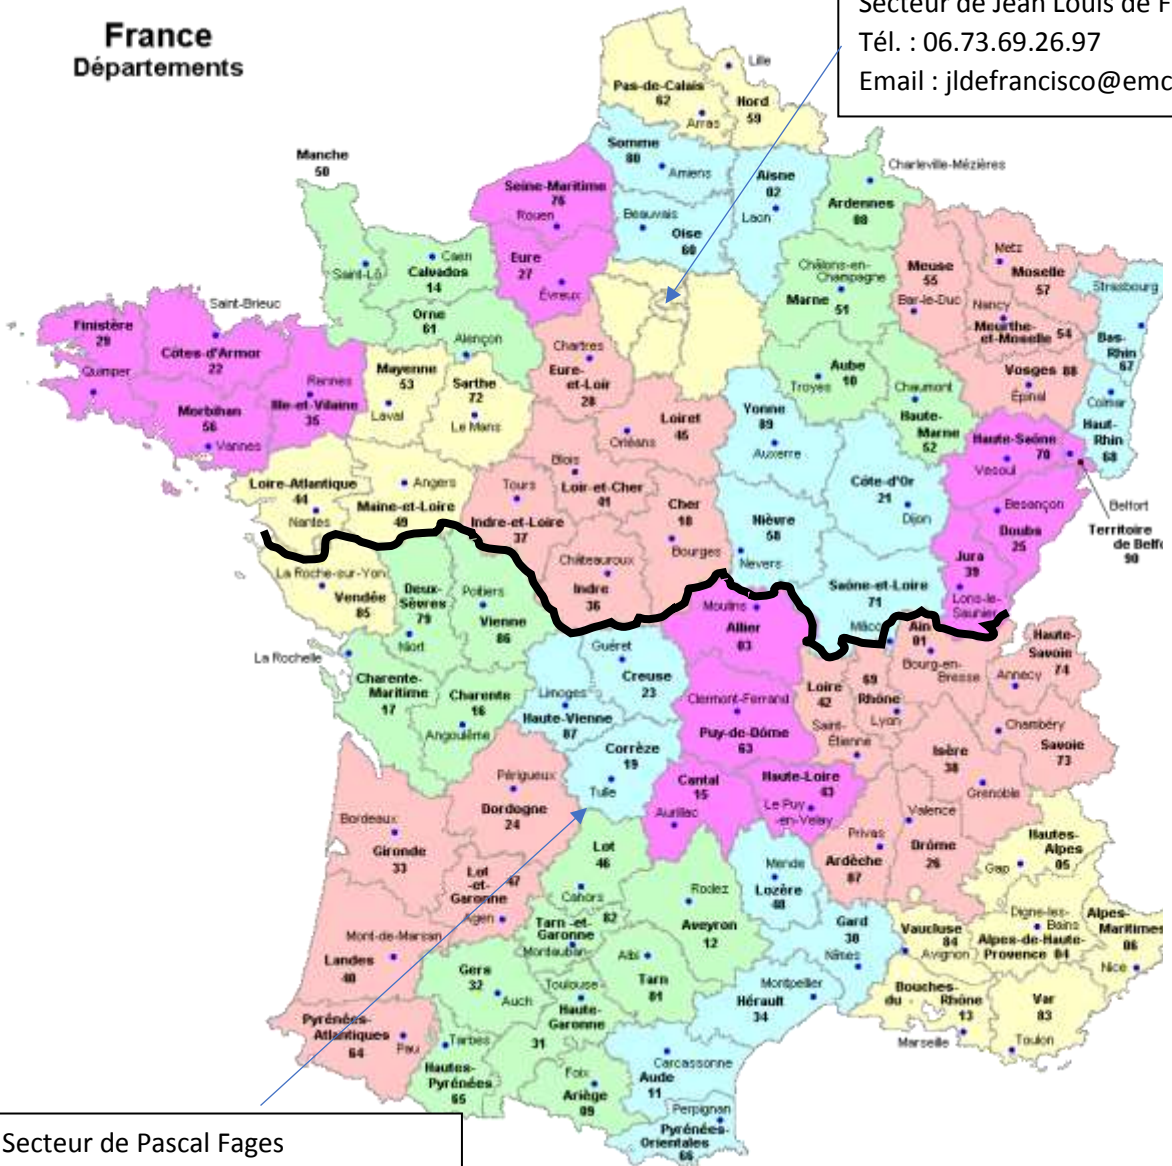 France
Départements
Secteur de Jean Louis de F
Tél. : 06.73.69.26.97
Email : jldefrancisco@emc
Lille
Pas-de-Calais
62
Nord
59
Arras
Somme
80
Amiens
Aisne
02
Laon
Charleville-Mézières
Ardennes
08
Manche
50
Seine-Maritime
76
Rouen
Beauvais
Oise
60
Eure
27
Évreux
Caen
Calvados
14
Saint-Lô
Orne
61
Alençon
Châlons-en-
Champagne
Marne
51
Meuse
55
Bar-le-Duc
Metz
Moselle
57
Nancy
Meurthe-
et-Moselle
54
Strasbourg
Bas-
Rhin
67
Vosges 88
Épinal
Colmar
Haut-
Rhin
68
Saint-Brieuc
Finistère
29
Quimper
Côtes-d'Armor
22
Morbihan
56
Vannes
Rennes
Ille-et-Vilaine
35
Mayenne
53
Laval
Sarthe
72
Le Mans
Chartres
Eure-
et-Loir
28
Loiret
45
Orléans
Aube
10
Troyes
Chaumont
Haute-
Marne
52
Yonne
89
Auxerre
Haute-Saône
70
Vesoul
Belfort
Territoire
de Belfo
90
Besançon
Doubs
25
Jura
39
Lons-le-
Saunier
Côte-d'Or
21
Dijon
Nièvre
58
Nevers
Saône-et-Loire
71
Mâcon
Loire-Atlantique
44
Nantes
Angers
Maine-et-Loire
49
Tours
Indre-et-Loire
37
Blois
Loir-et-Cher
41
Cher
18
Bourges
Châteauroux
Indre
36
La Roche-sur-Yon
Vendée
85
Deux-
Sèvres
79
Niort
Poitiers
Vienne
86
La Rochelle
Charente-
Maritime
17
Charente
16
Angoulême
Guéret
Creuse
23
Limoges
Haute-Vienne
87
Corrèze
19
Tulle
Moulins
Allier
03
Clermont-Ferrand
Puy-de-Dôme
63
Cantal
15
Aurillac
Haute-Loire
43
Le Puy
-en-Velay
Ain
01
Bourg-en-
Bresse
Loire
42
69
Rhône
Lyon
Saint-
Étienne
Haute-
Savoie
74
Annecy
Chambéry
Savoie
73
Isère
38
Grenoble
Valence
Drôme
26
Privas
Ardèche
87
Hautes-
Alpes
05
Gap
Périgueux
Dordogne
24
Bordeaux
Gironde
33
Lot
-et-
Garonne
47
Agen
Lot
46
Cahors
Mont-de-Marsan
Landes
40
Tarn -et-
Garonne
82
Montauban
Rodez
Aveyron
12
Mende
Lozère
48
Gard
30
Nîmes
Vaucluse
84
Avignon
Digne-les-
Bains
Alpes-de-Haute-
Provence 04
Alpes-
Maritimes
06
Nice
Bouches-
du - Rhône
13
Marseille
Var
83
Toulon
Gers
32
Auch
Toulouse
Haute-
Garonne
31
Albi
Tarn
81
Montpellier
Hérault
34
Pyrénées-
Atlantiques
64
Pau
Tarbes
Hautes-
Pyrénées
65
Foix
Ariège
09
Carcassonne
Aude
11
Perpignan
Pyrénées-
Orientales
66
Secteur de Pascal Fages